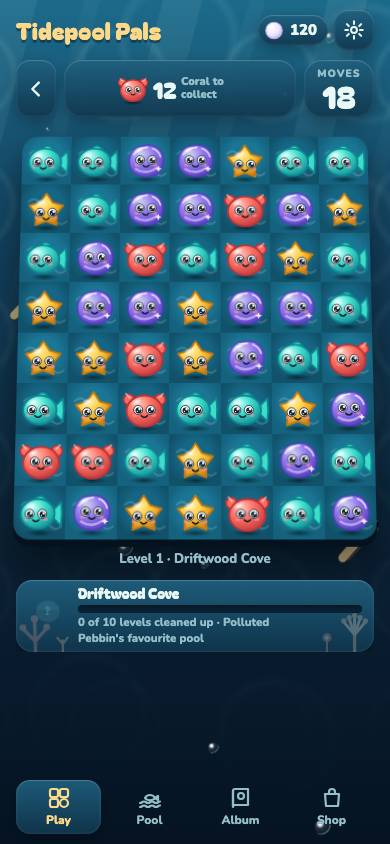 Tidepool Pals
120
12
Coral to
collect
MOVES
18
Level 1 · Driftwood Cove
Driftwood Cove
0 of 10 levels cleaned up · Polluted
Pebbin's favourite pool
Play
Pool
Album
Shop